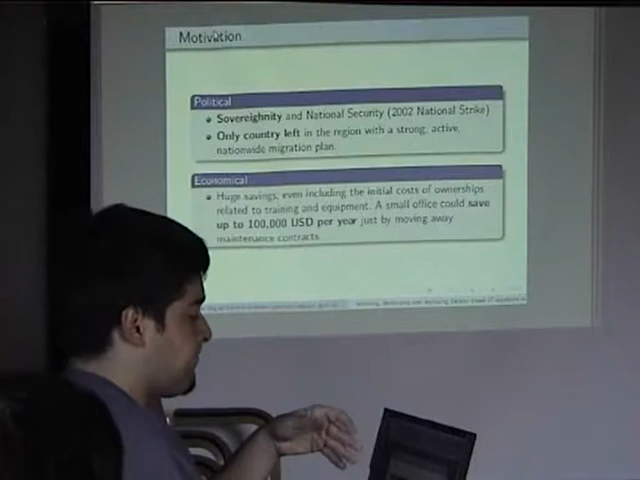 Motivation
Political
Sovereighnity and National Security (2002 National Strike)
Only country left in the region with a strong, active,
nationwide migration plan.
Economical
Huge savings, even including the initial costs of ownerships
related to training and equipment. A small office could save
up to 100,000 USD per year just by moving away
maintenance contracts.